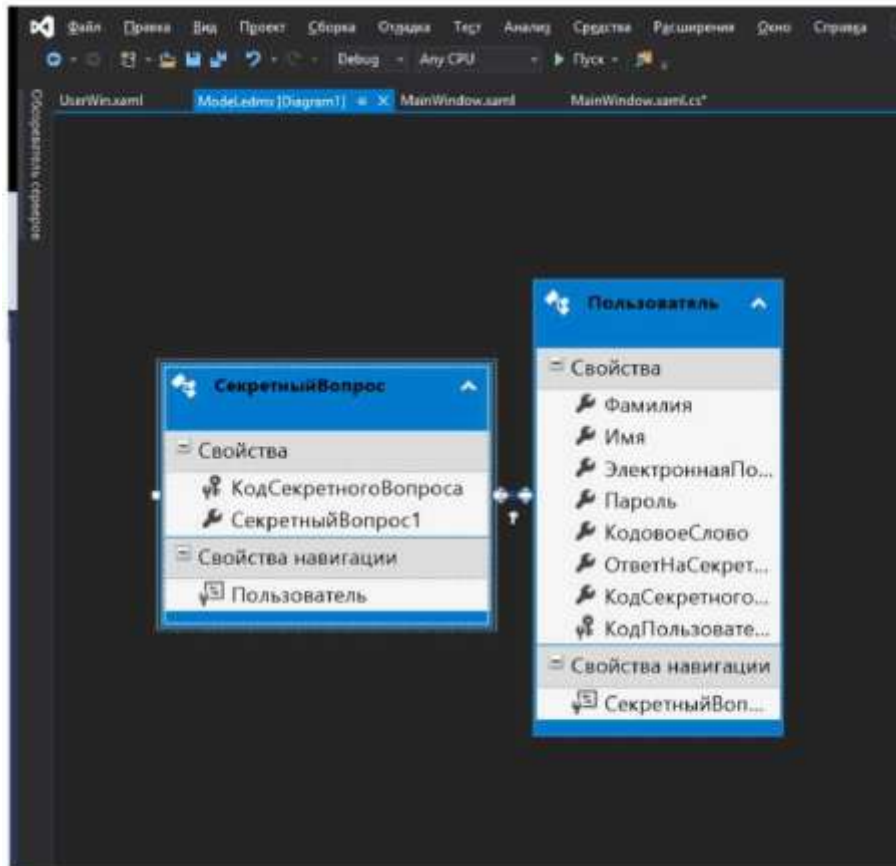 Файл Правка Вид Проект Сборка Отладка Тест Анализ Средства Расширения Окно Справка
Debug Any CPU Пуск
UserWin.xaml Model.edmx [Diagram1] MainWindow.xaml MainWindow.xaml.cs*
Обозреватель серверов
СекретныйВопрос
Свойства
КодСекретногоВопроса
СекретныйВопрос1
Свойства навигации
Пользователь
Пользователь
Свойства
Фамилия
Имя
ЭлектроннаяПо...
Пароль
КодовоеСлово
ОтветНаСекрет...
КодСекретного...
КодПользовате...
Свойства навигации
СекретныйВоп...